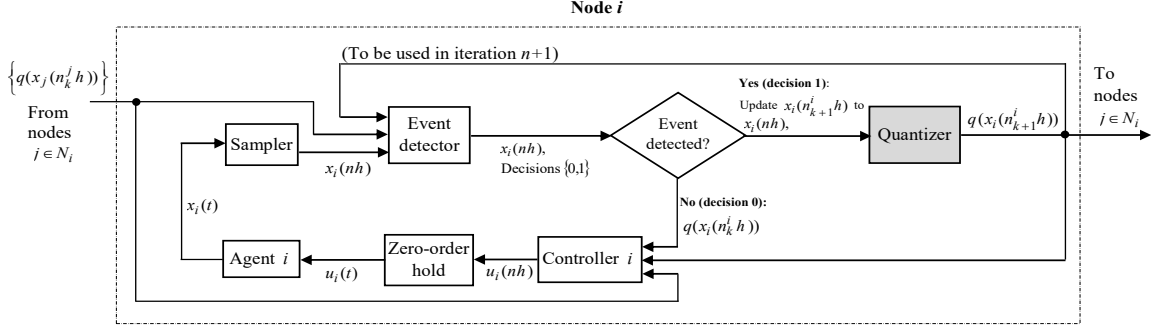 Node i
(To be used in iteration n+1)
{q(x_j(n_k^j h))}
From
nodes
j ∈ N_i
Sampler
x_i(nh)
Event
detector
x_i(nh),
Decisions {0,1}
Event
detected?
Yes (decision 1):
Update x_i(n_{k+1}^i h) to
x_i(nh),
Quantizer
q(x_i(n_{k+1}^i h))
To
nodes
j ∈ N_i
No (decision 0):
q(x_i(n_k^i h))
x_i(t)
Agent i
u_i(t)
Zero-order
hold
u_i(nh)
Controller i